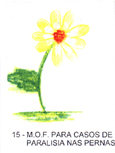 15 - M.O.F. PARA CASOS DE
PARALISIA NAS PERNAS